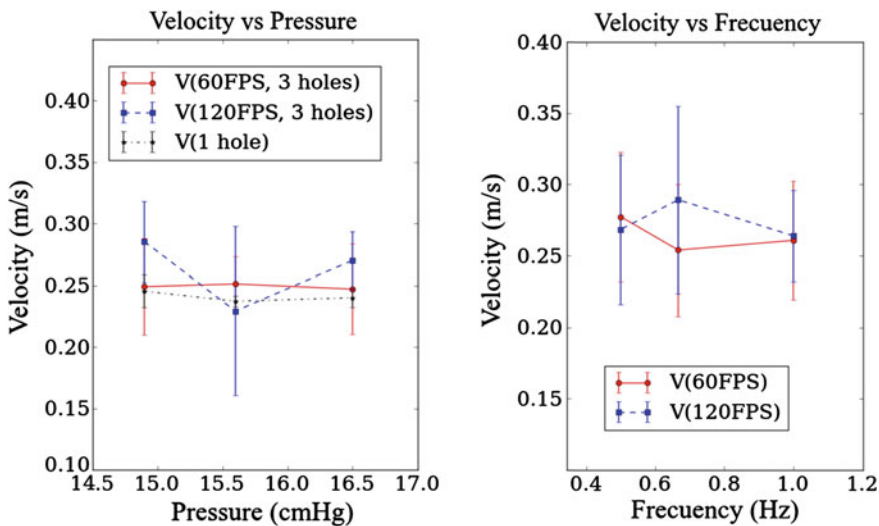 Velocity vs Pressure
Velocity (m/s)
0.40
0.35
0.30
0.25
0.20
0.15
0.10
V(60FPS, 3 holes)
V(120FPS, 3 holes)
V(1 hole)
14.5 15.0 15.5 16.0 16.5 17.0
Pressure (cmHg)
Velocity vs Frecuency
Velocity (m/s)
0.40
0.35
0.30
0.25
0.20
0.15
V(60FPS)
V(120FPS)
0.4 0.6 0.8 1.0 1.2
Frecuency (Hz)